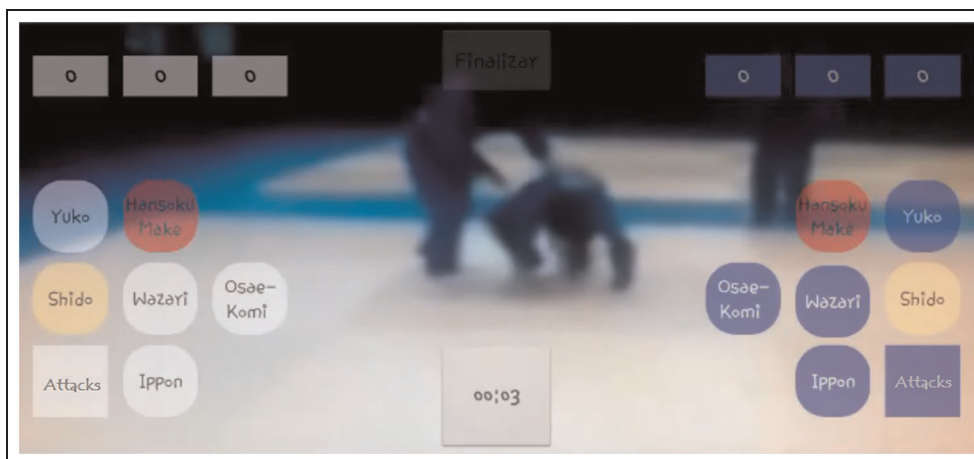 0 0 0 Finalizar 0 0 0
Yuko Hansoku Make Hansoku Make Yuko
Shido Wazari Osae-Komi Osae-Komi Wazari Shido
Attacks Ippon 00:03 Ippon Attacks